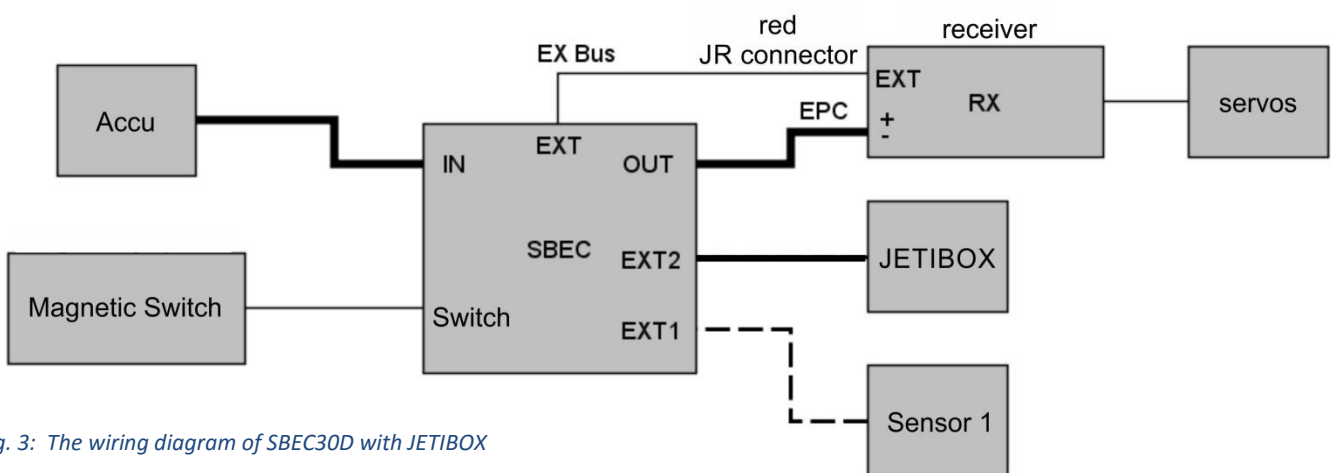 red
receiver
EX Bus
JR connector
EXT
RX
+
-
servos
Accu
EPC
IN
EXT
OUT
SBEC
EXT2
JETIBOX
Magnetic Switch
Switch
EXT1
Sensor 1
g. 3: The wiring diagram of SBEC30D with JETIBOX